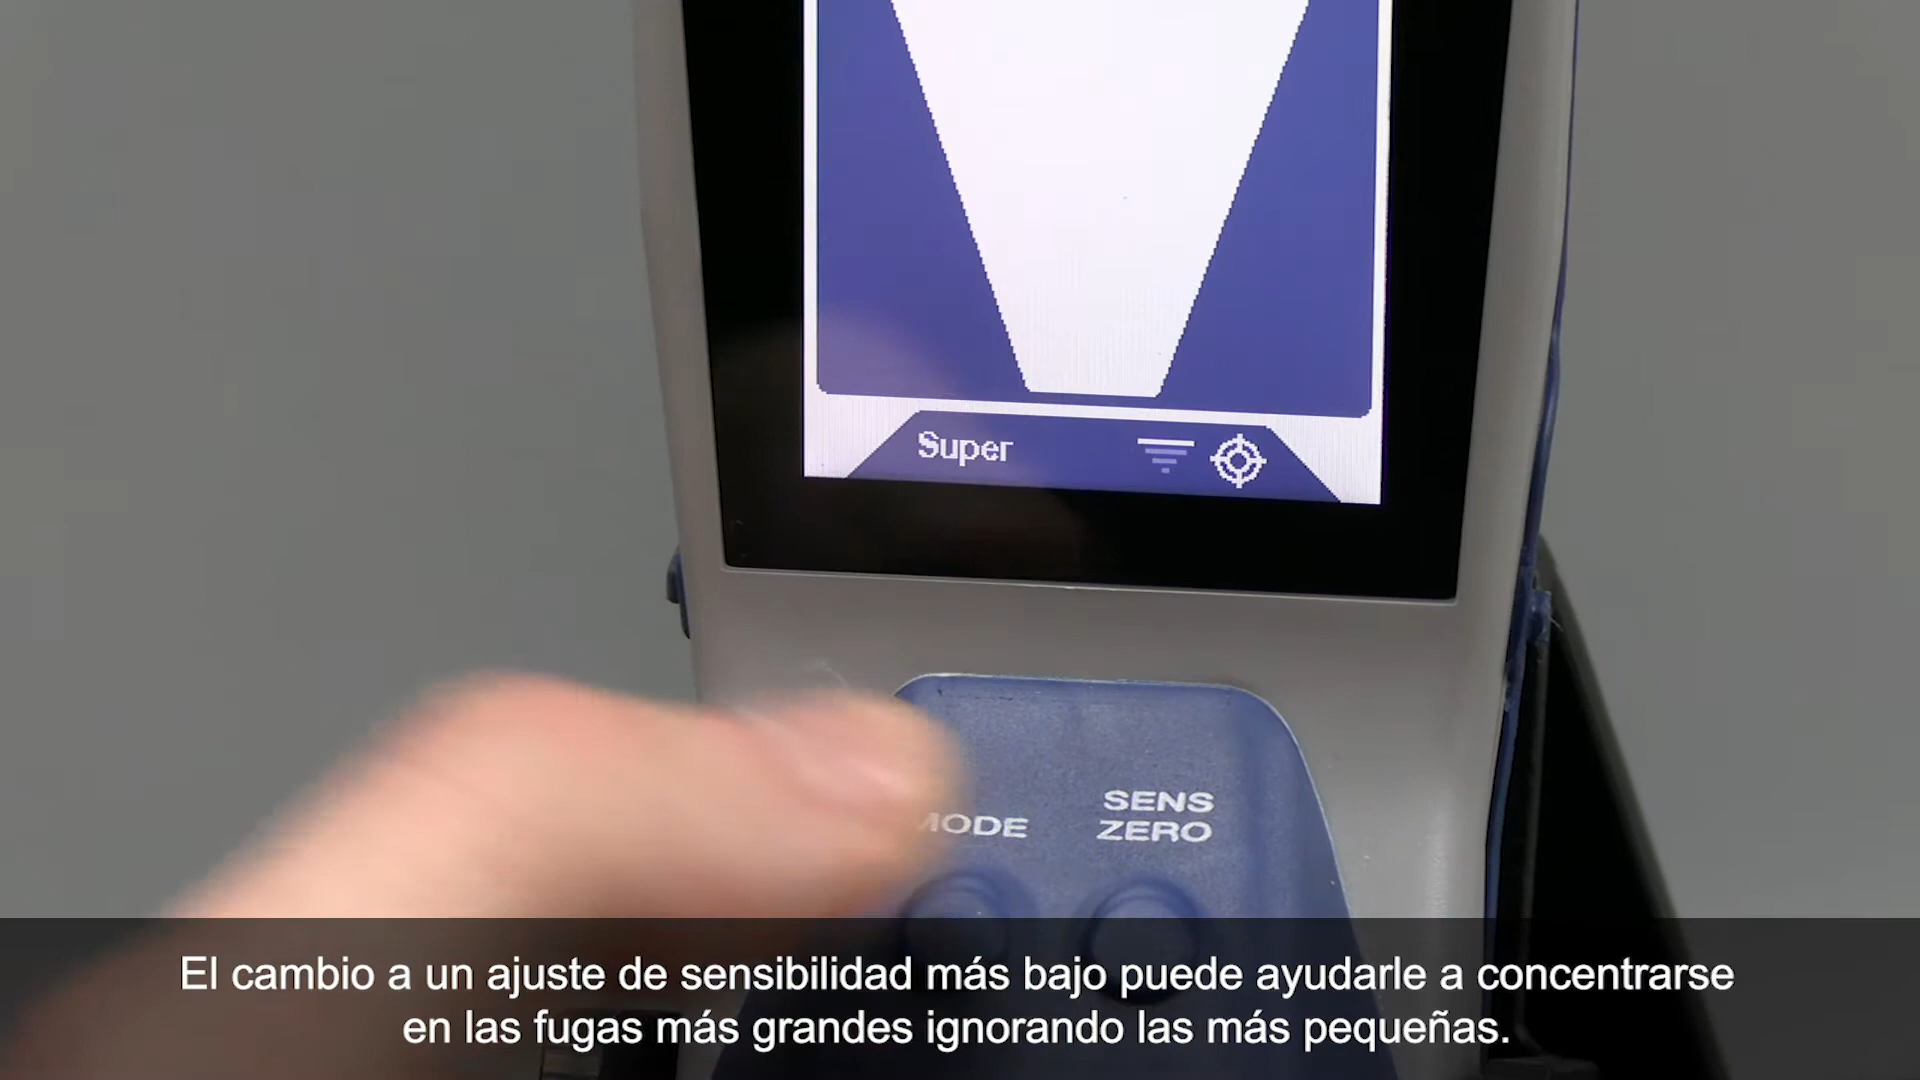 Super
MODE
SENS
ZERO
El cambio a un ajuste de sensibilidad más bajo puede ayudarle a concentrarse
en las fugas más grandes ignorando las más pequeñas.